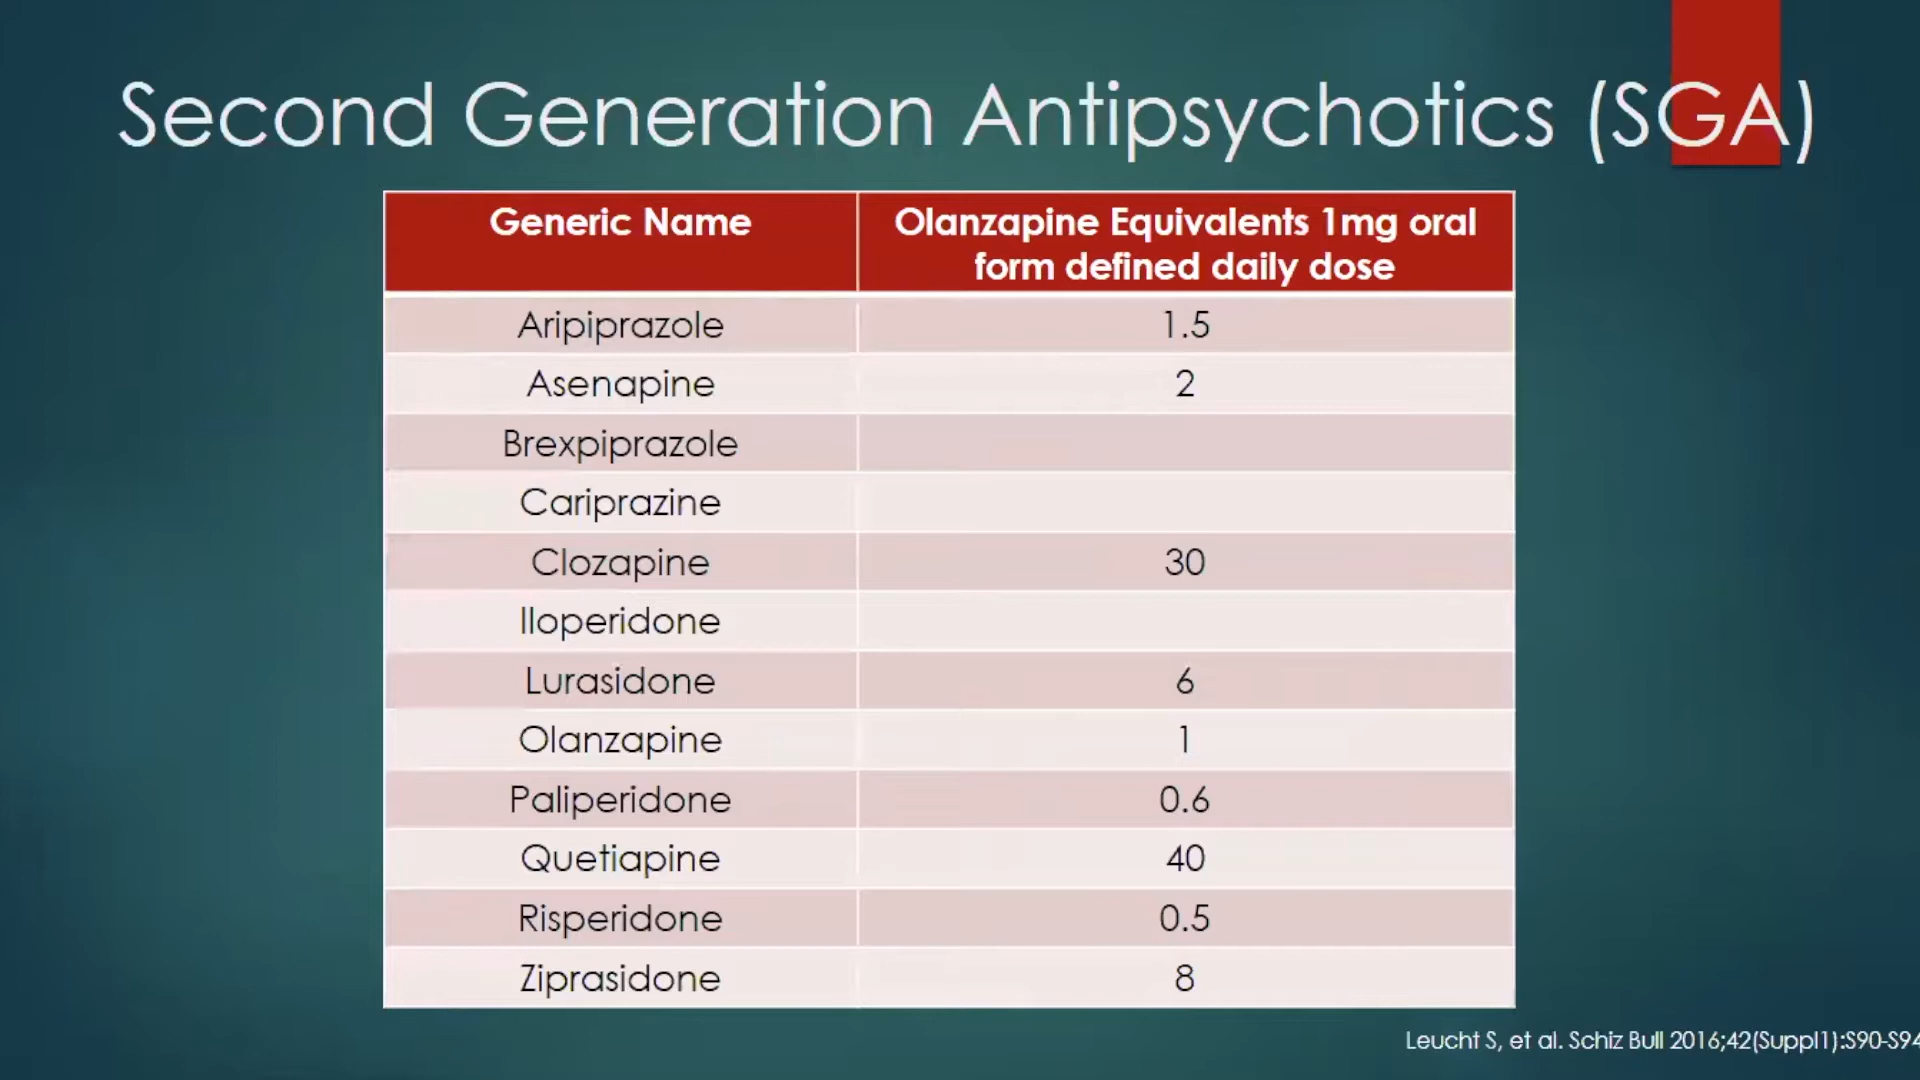 Second Generation Antipsychotics (SGA)
Generic Name
Olanzapine Equivalents 1mg oral
form defined daily dose
Aripiprazole 1.5
Asenapine 2
Brexpiprazole
Cariprazine
Clozapine 30
Iloperidone
Lurasidone 6
Olanzapine 1
Paliperidone 0.6
Quetiapine 40
Risperidone 0.5
Ziprasidone 8
Leucht S, et al. Schiz Bull 2016;42(Suppl1):S90-S94